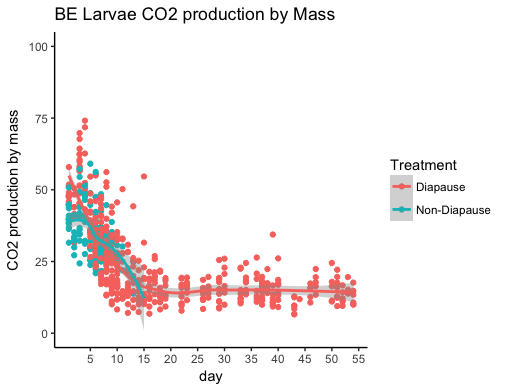 BE Larvae CO2 production by Mass
100
75
50
25
0
CO2 production by mass
5 10 15 20 25 30 35 40 45 50 55
day
Treatment
Diapause
Non-Diapause